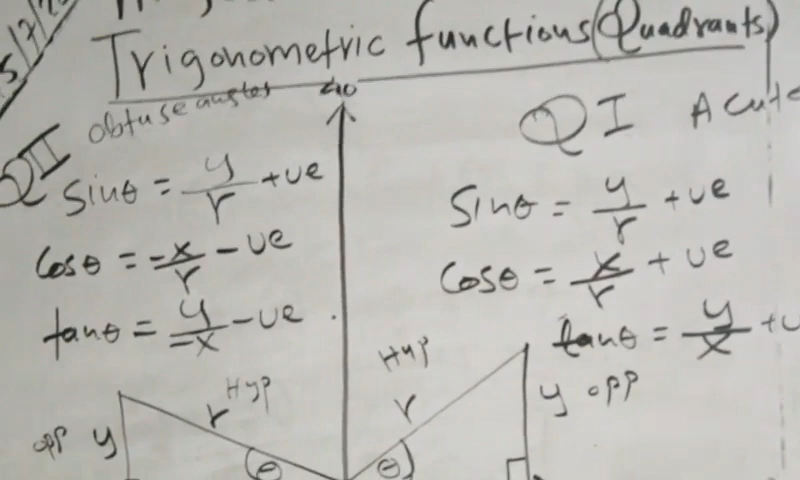 Trigonometric functions (Quadrants)
obtuse angles
QII
Sinθ = y/r +ve
Cosθ = -x/r -ve
tanθ = y/-x -ve
Hyp
r
opp y
θ
QI Acute
Sinθ = y/r +ve
Cosθ = x/r +ve
tanθ = y/x +v
Hyp
r
y opp
θ